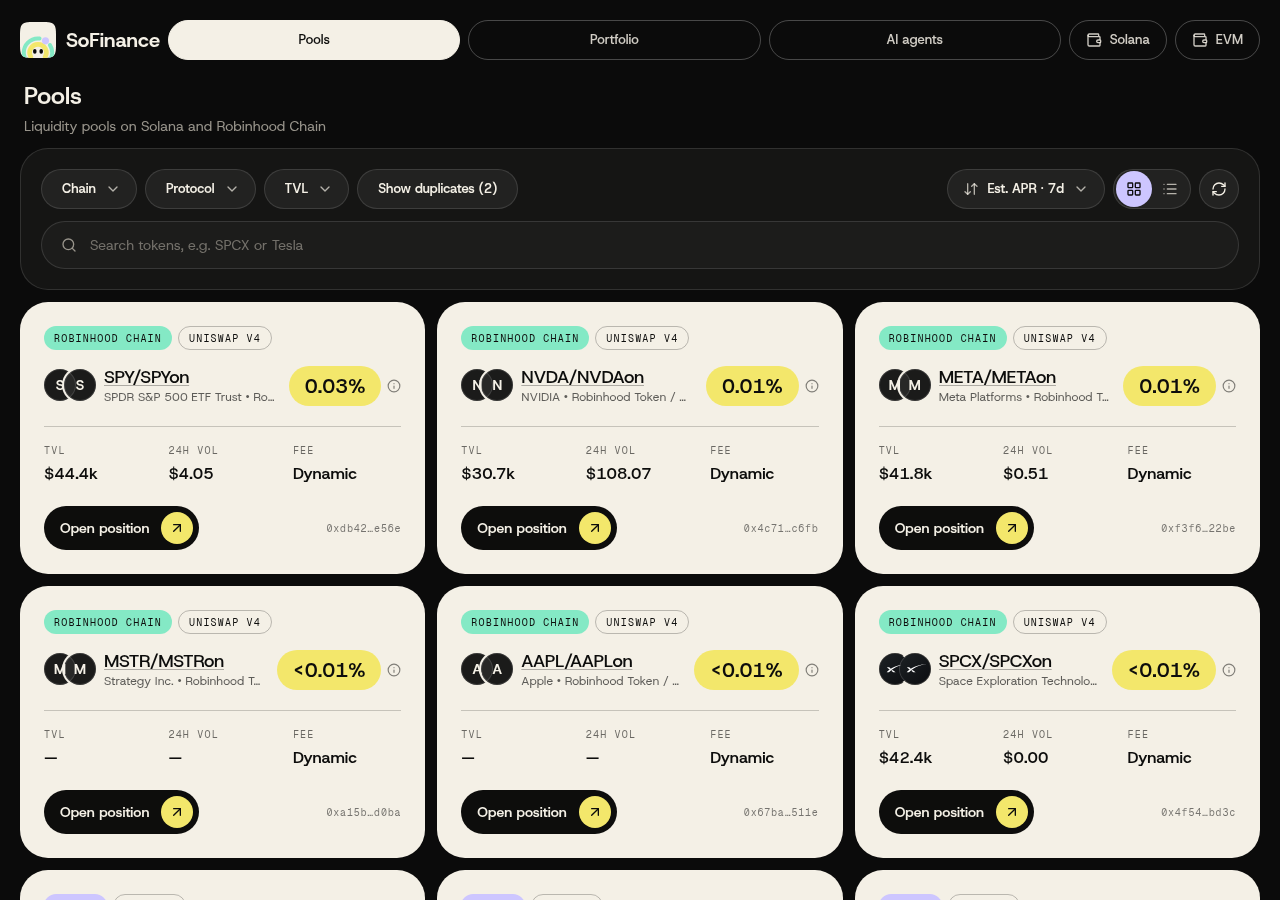 SoFinance
Pools
Portfolio
AI agents
Solana
EVM
Pools
Liquidity pools on Solana and Robinhood Chain
Chain
Protocol
TVL
Show duplicates (2)
Est. APR · 7d
Search tokens, e.g. SPCX or Tesla
ROBINHOOD CHAIN UNISWAP V4
S S SPY/SPYon
SPDR S&P 500 ETF Trust • Ro...
0.03%
TVL 24H VOL FEE
$44.4k $4.05 Dynamic
Open position
0xdb42…e56e
ROBINHOOD CHAIN UNISWAP V4
N N NVDA/NVDAon
NVIDIA • Robinhood Token / ...
0.01%
TVL 24H VOL FEE
$30.7k $108.07 Dynamic
Open position
0x4c71…c6fb
ROBINHOOD CHAIN UNISWAP V4
M M META/METAon
Meta Platforms • Robinhood T...
0.01%
TVL 24H VOL FEE
$41.8k $0.51 Dynamic
Open position
0xf3f6…22be
ROBINHOOD CHAIN UNISWAP V4
M M MSTR/MSTRon
Strategy Inc. • Robinhood T...
<0.01%
TVL 24H VOL FEE
— — Dynamic
Open position
0xa15b…d0ba
ROBINHOOD CHAIN UNISWAP V4
A A AAPL/AAPLon
Apple • Robinhood Token / ...
<0.01%
TVL 24H VOL FEE
— — Dynamic
Open position
0x67ba…511e
ROBINHOOD CHAIN UNISWAP V4
SPCX/SPCXon
Space Exploration Technolo...
<0.01%
TVL 24H VOL FEE
$42.4k $0.00 Dynamic
Open position
0x4f54…bd3c